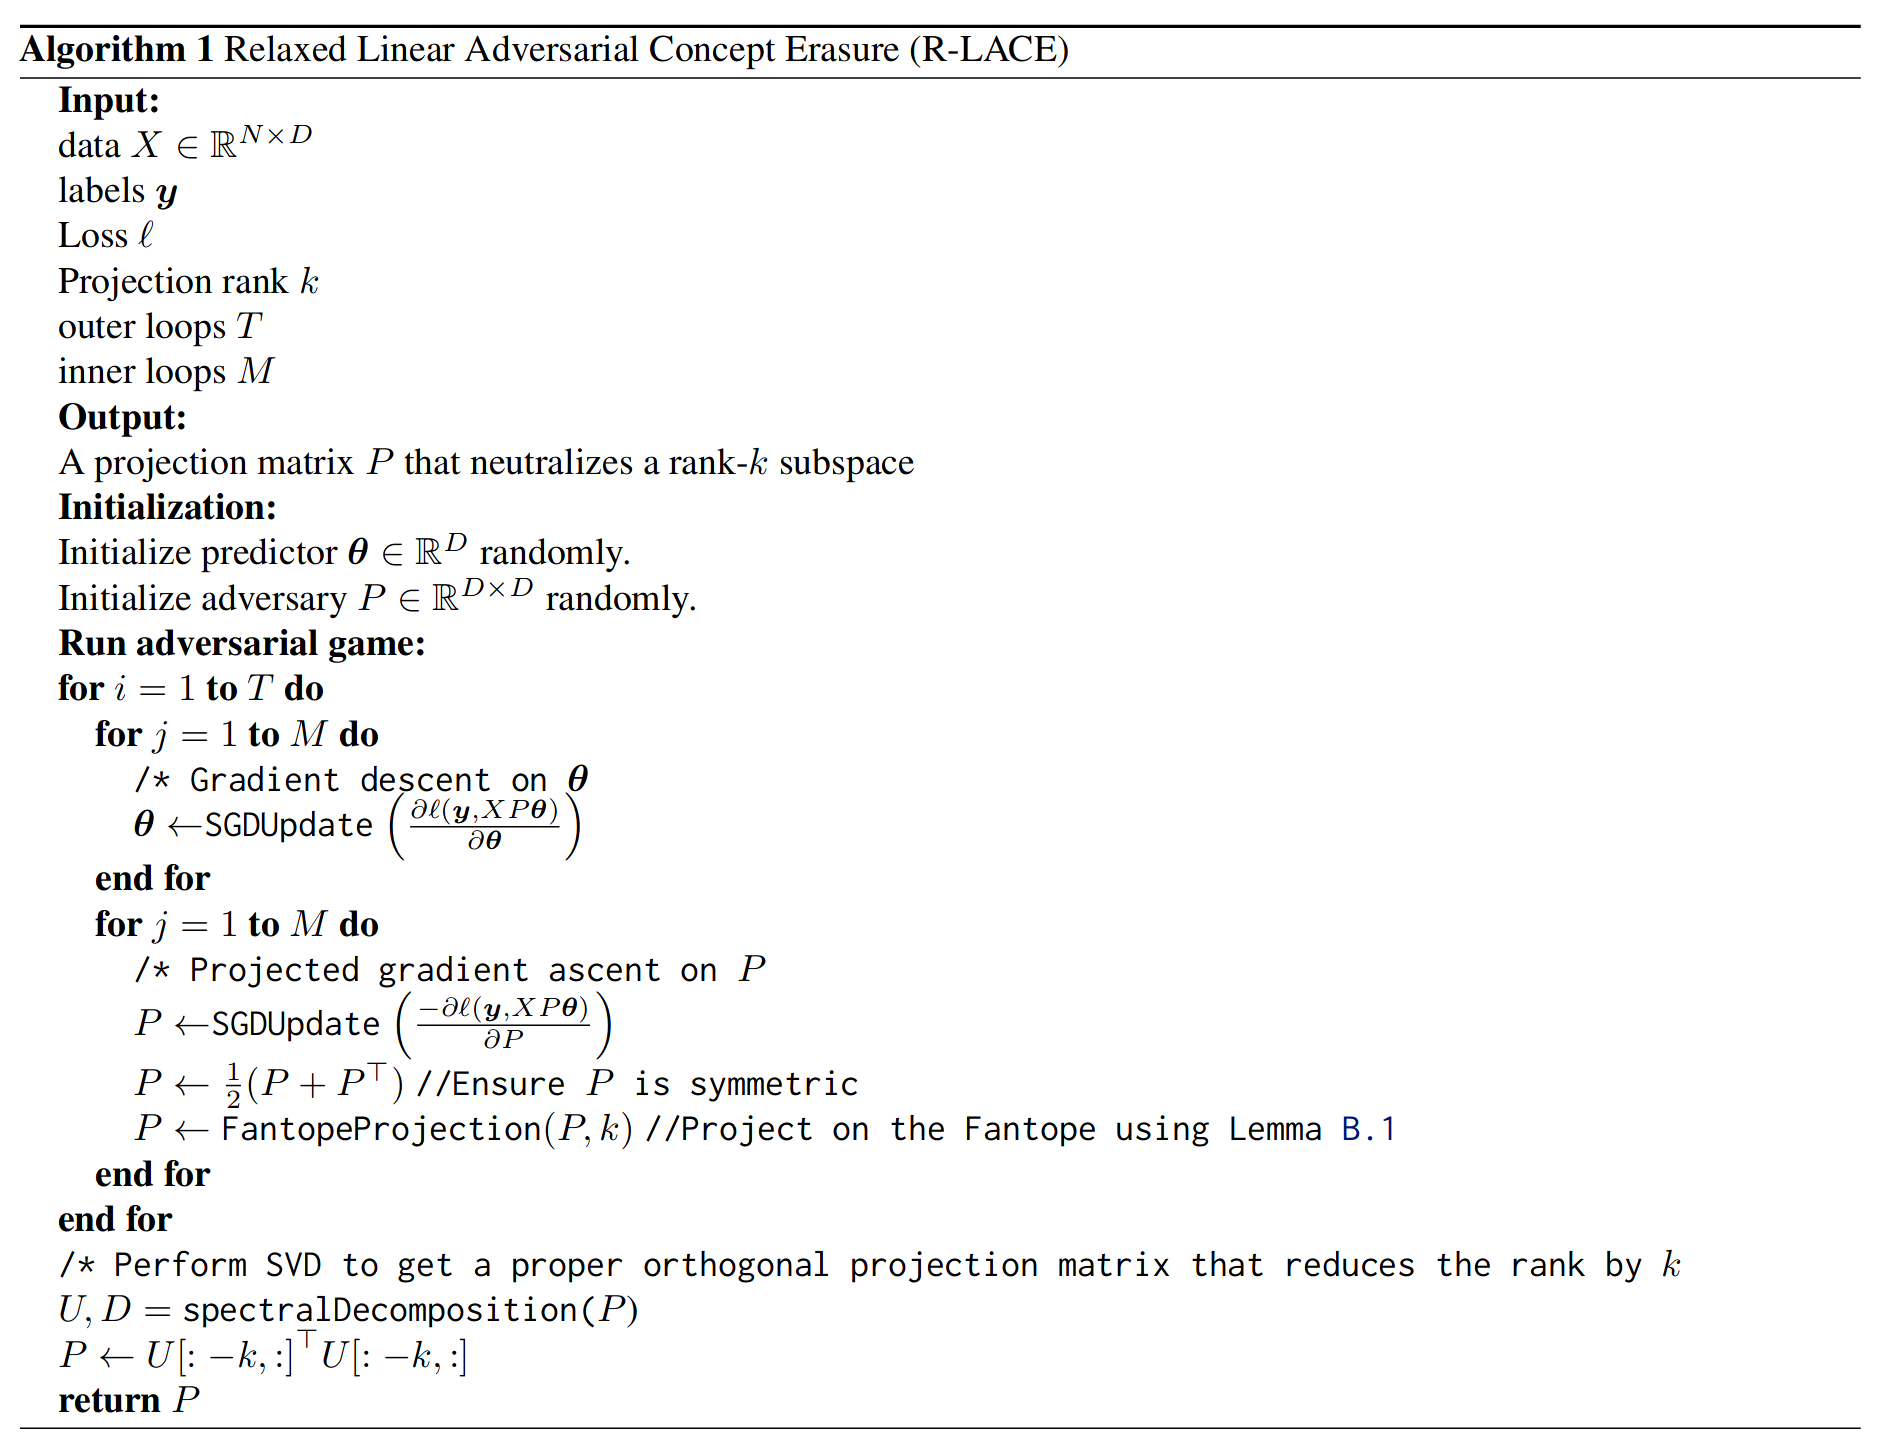 Algorithm 1 Relaxed Linear Adversarial Concept Erasure (R-LACE)
Input:
data $X \in \mathbb{R}^{N \times D}$
labels $\boldsymbol{y}$
Loss $\ell$
Projection rank $k$
outer loops $T$
inner loops $M$
Output:
A projection matrix $P$ that neutralizes a rank-$k$ subspace
Initialization:
Initialize predictor $\boldsymbol{\theta} \in \mathbb{R}^{D}$ randomly.
Initialize adversary $P \in \mathbb{R}^{D \times D}$ randomly.
Run adversarial game:
for $i = 1$ to $T$ do
for $j = 1$ to $M$ do
/* Gradient descent on $\boldsymbol{\theta}$
$\boldsymbol{\theta} \leftarrow$SGDUpdate $\left(\frac{\partial \ell(\boldsymbol{y}, XP\boldsymbol{\theta})}{\partial \boldsymbol{\theta}}\right)$
end for
for $j = 1$ to $M$ do
/* Projected gradient ascent on $P$
$P \leftarrow$SGDUpdate $\left(\frac{-\partial \ell(\boldsymbol{y}, XP\boldsymbol{\theta})}{\partial P}\right)$
$P \leftarrow \frac{1}{2}(P + P^{\top})$ //Ensure $P$ is symmetric
$P \leftarrow$ FantopeProjection$(P, k)$ //Project on the Fantope using Lemma B.1
end for
end for
/* Perform SVD to get a proper orthogonal projection matrix that reduces the rank by $k$
$U, D =$ spectralDecomposition($P$)
$P \leftarrow U[: -k, :]^{\top} U[: -k, :]$
return $P$